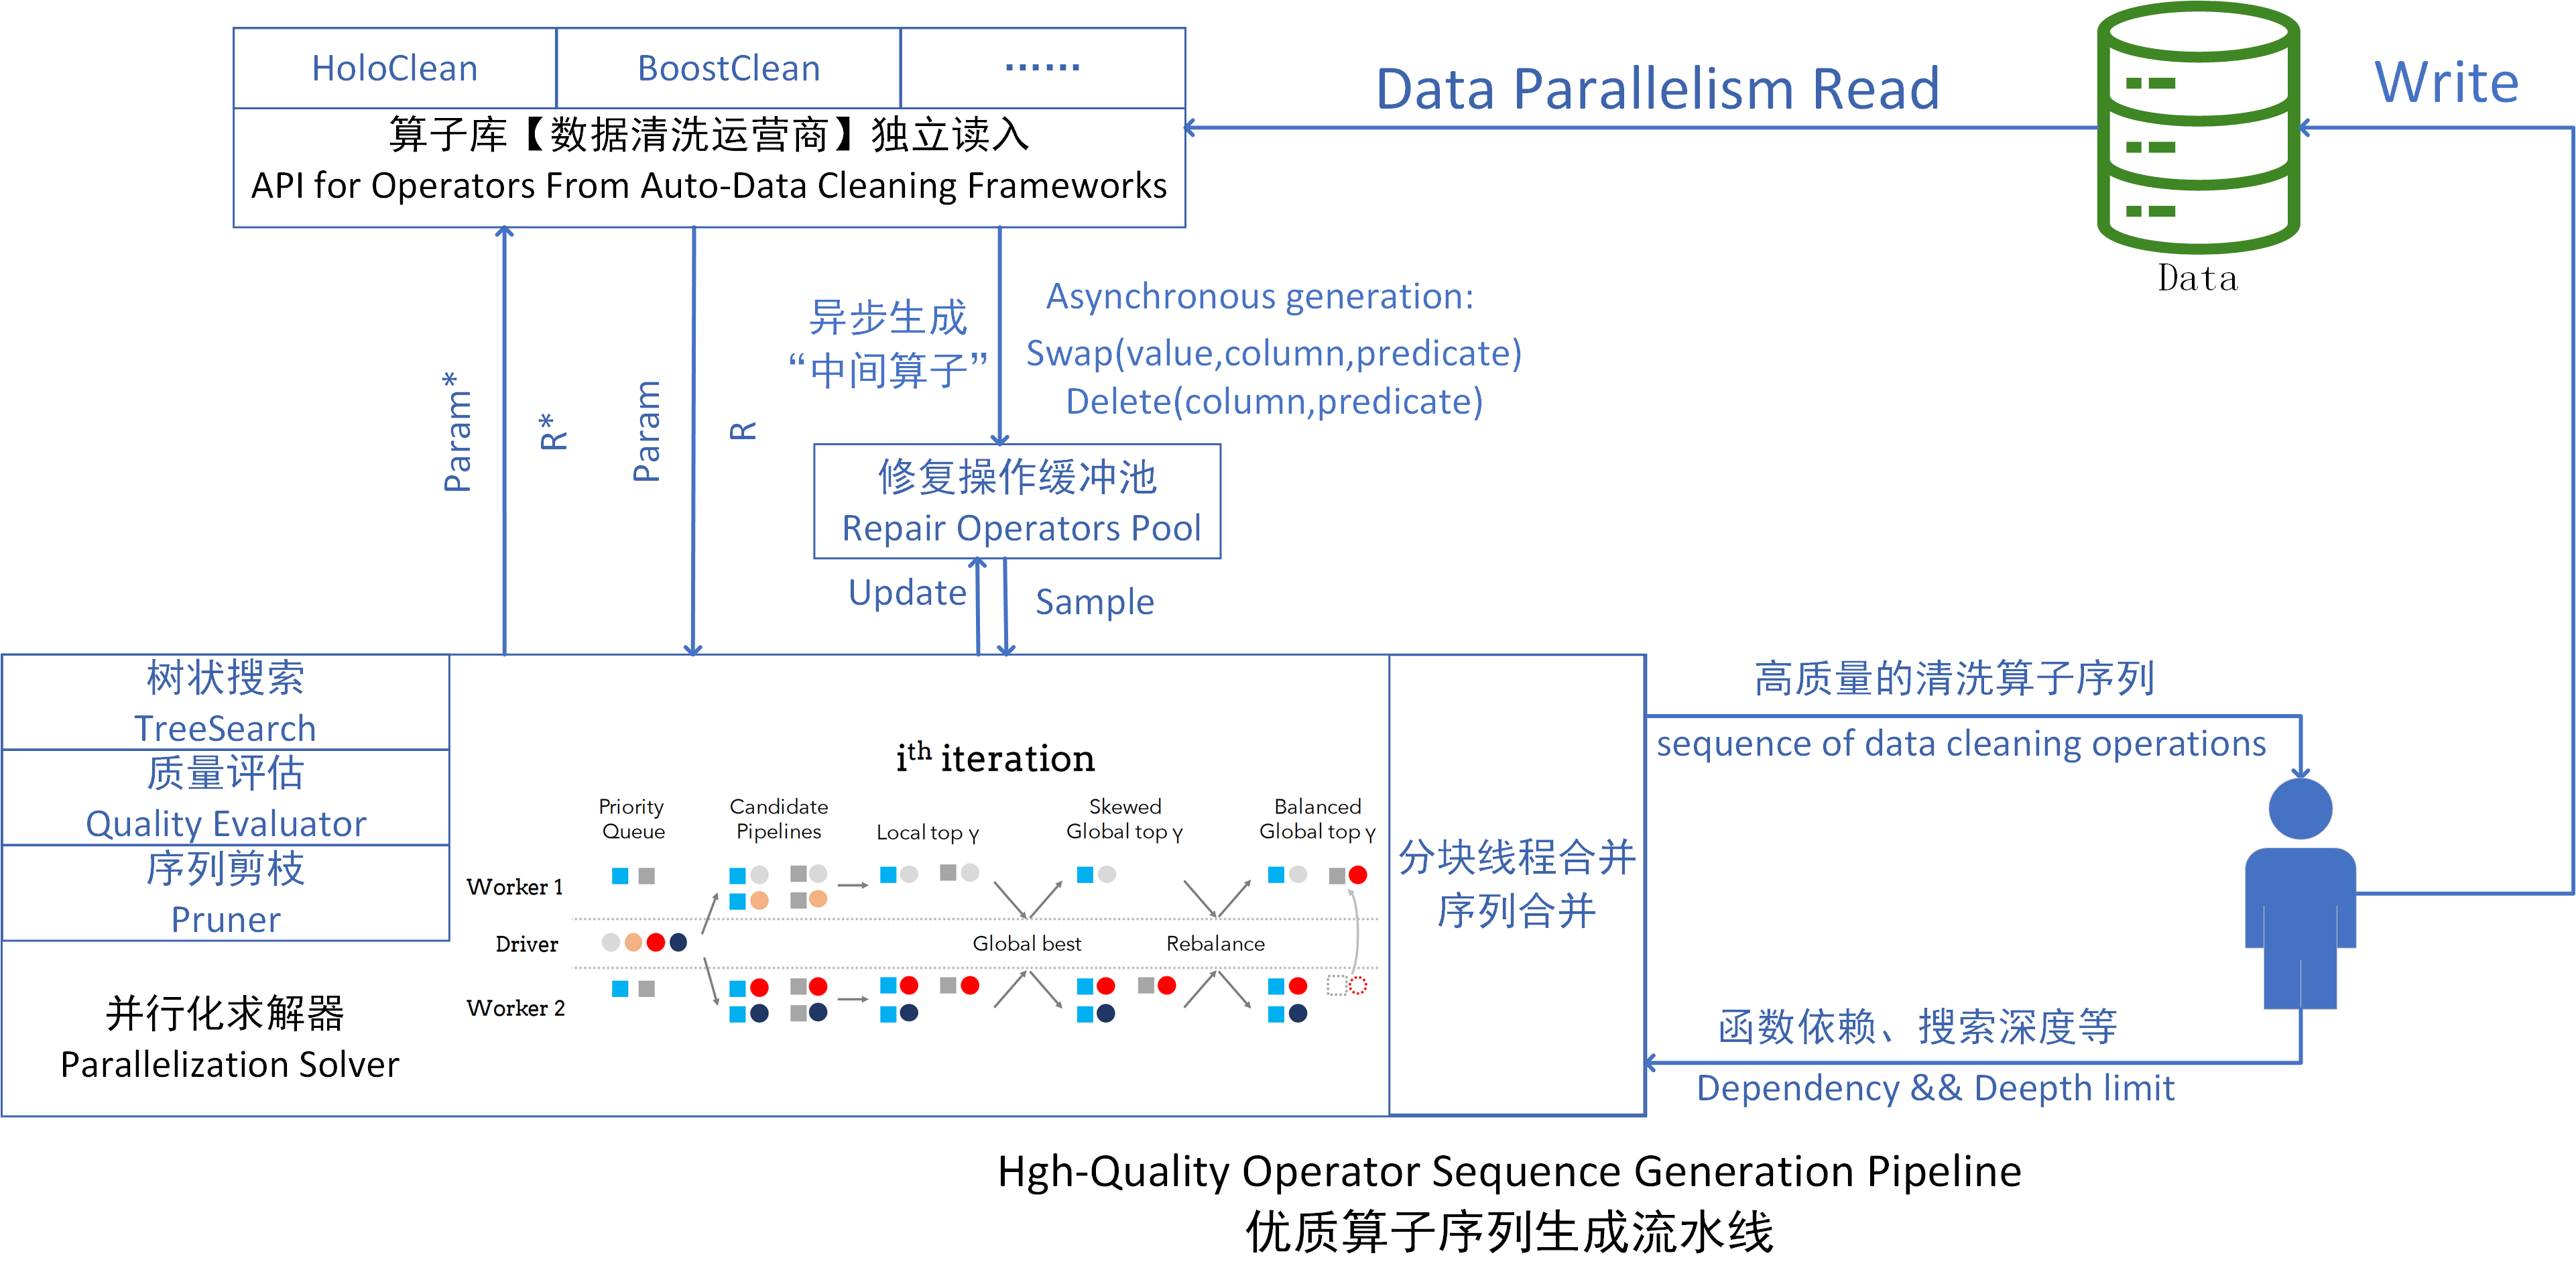 HoloClean
BoostClean
······
算子库【数据清洗运营商】独立读入
API for Operators From Auto-Data Cleaning Frameworks
Data Parallelism Read
Write
Data
Param*
R*
Param
R
异步生成
“中间算子”
Asynchronous generation:
Swap(value,column,predicate)
Delete(column,predicate)
修复操作缓冲池
Repair Operators Pool
Update
Sample
树状搜索
TreeSearch
质量评估
Quality Evaluator
序列剪枝
Pruner
并行化求解器
Parallelization Solver
ith iteration
Priority
Queue
Candidate
Pipelines
Local top γ
Skewed
Global top γ
Balanced
Global top γ
Worker 1
Driver
Global best
Rebalance
Worker 2
分块线程合并
序列合并
高质量的清洗算子序列
sequence of data cleaning operations
函数依赖、搜索深度等
Dependency && Deepth limit
Hgh-Quality Operator Sequence Generation Pipeline
优质算子序列生成流水线